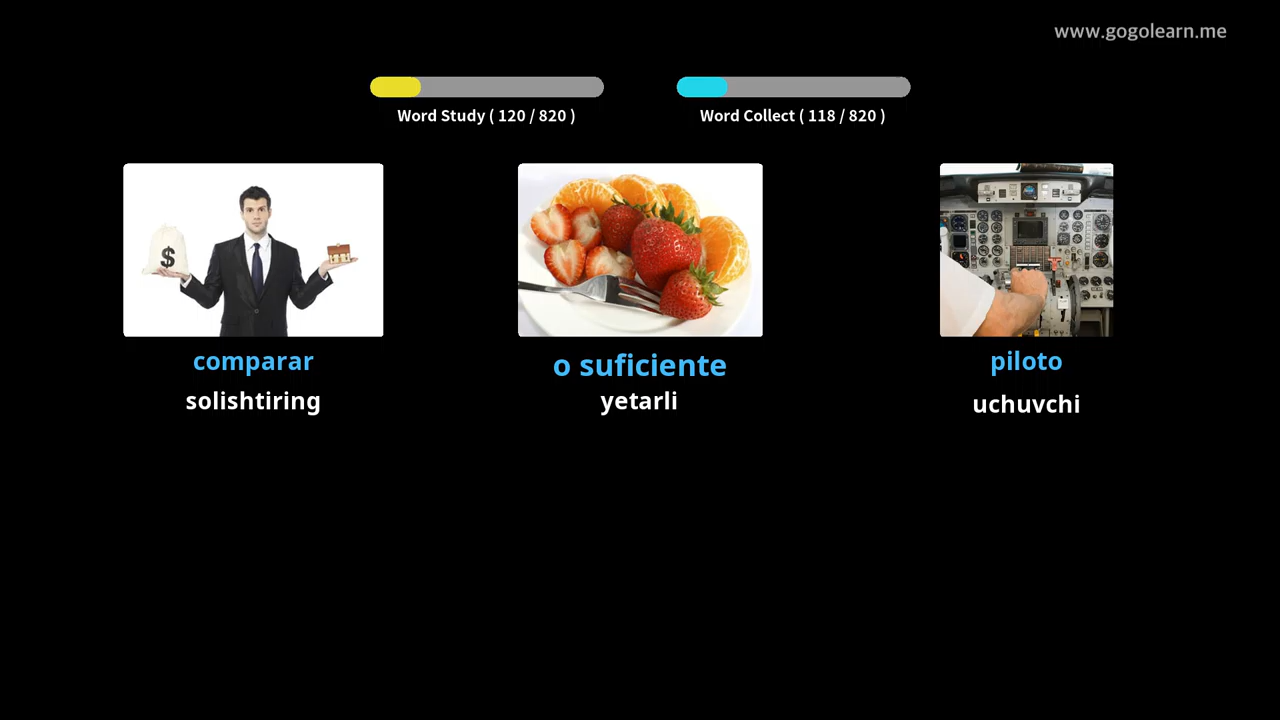 www.gogolearn.me
Word Study ( 120 / 820 )
Word Collect ( 118 / 820 )
$
comparar
o suficiente
piloto
solishtiring
yetarli
uchuvchi